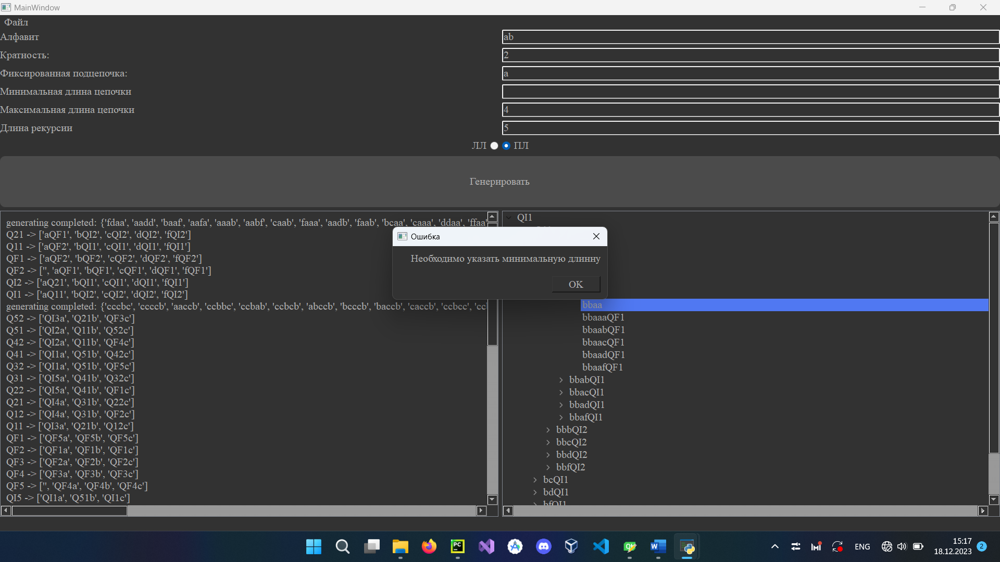 MainWindow
Файл
Алфавит
ab
Кратность:
2
Фиксированная подцепочка:
a
Минимальная длина цепочки
Максимальная длина цепочки
4
Длина рекурсии
5
ЛЛ ПЛ
Генерировать
generating completed: {'fdaa', 'aadd', 'baaf', 'aafa', 'aaab', 'aabf', 'caab', 'faaa', 'aadb', 'faab', 'bcaa', 'caaa', 'ddaa', 'ffaa'
Q21 -> ['aQF1', 'bQI2', 'cQI2', 'dQI2', 'fQI2']
Q11 -> ['aQF2', 'bQI1', 'cQI1', 'dQI1', 'fQI1']
QF1 -> ['aQF2', 'bQF2', 'cQF2', 'dQF2', 'fQF2']
QF2 -> ['', 'aQF1', 'bQF1', 'cQF1', 'dQF1', 'fQF1']
QI2 -> ['aQ21', 'bQI1', 'cQI1', 'dQI1', 'fQI1']
QI1 -> ['aQ11', 'bQI2', 'cQI2', 'dQI2', 'fQI2']
generating completed: {'cccbc', 'ccccb', 'aaccb', 'ccbbc', 'ccbab', 'ccbcb', 'abccb', 'bcccb', 'baccb', 'caccb', 'ccbcc',
Q52 -> ['QI3a', 'Q21b', 'QF3c']
Q51 -> ['QI2a', 'Q11b', 'Q52c']
Q42 -> ['QI2a', 'Q11b', 'QF4c']
Q41 -> ['QI1a', 'Q51b', 'Q42c']
Q32 -> ['QI1a', 'Q51b', 'QF5c']
Q31 -> ['QI5a', 'Q41b', 'Q32c']
Q22 -> ['QI5a', 'Q41b', 'QF1c']
Q21 -> ['QI4a', 'Q31b', 'Q22c']
Q12 -> ['QI4a', 'Q31b', 'QF2c']
Q11 -> ['QI3a', 'Q21b', 'Q12c']
QF1 -> ['QF5a', 'QF5b', 'QF5c']
QF2 -> ['QF1a', 'QF1b', 'QF1c']
QF3 -> ['QF2a', 'QF2b', 'QF2c']
QF4 -> ['QF3a', 'QF3b', 'QF3c']
QF5 -> ['', 'QF4a', 'QF4b', 'QF4c']
QI5 -> ['QI1a', 'Q51b', 'QI1c']
QI1
Ошибка
Необходимо указать минимальную длинну
OK
bbaa
bbaaaQF1
bbaabQF1
bbaacQF1
bbaadQF1
bbaafQF1
bbabQI1
bbacQI1
bbadQI1
bbafQI1
bbbQI2
bbcQI2
bbdQI2
bbfQI2
bcQI1
bdQI1
bfQI1
ENG
15:17
18.12.2023
2